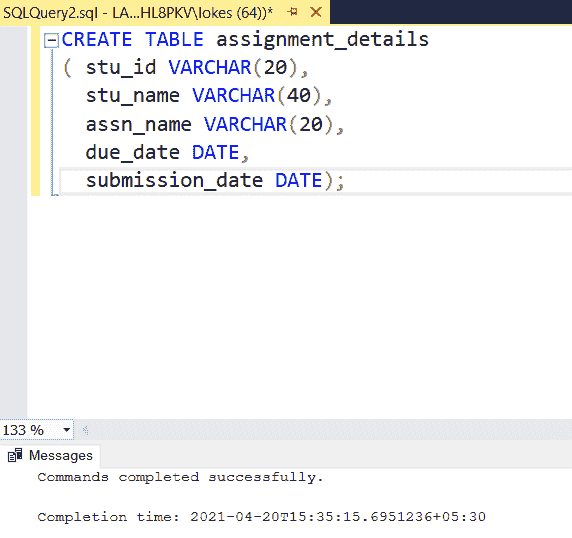 SQLQuery2.sql - LA...HL8PKV\lokes (64))*
CREATE TABLE assignment_details
( stu_id VARCHAR(20),
stu_name VARCHAR(40),
assn_name VARCHAR(20),
due_date DATE,
submission_date DATE);
133 %
Messages
Commands completed successfully.
Completion time: 2021-04-20T15:35:15.6951236+05:30